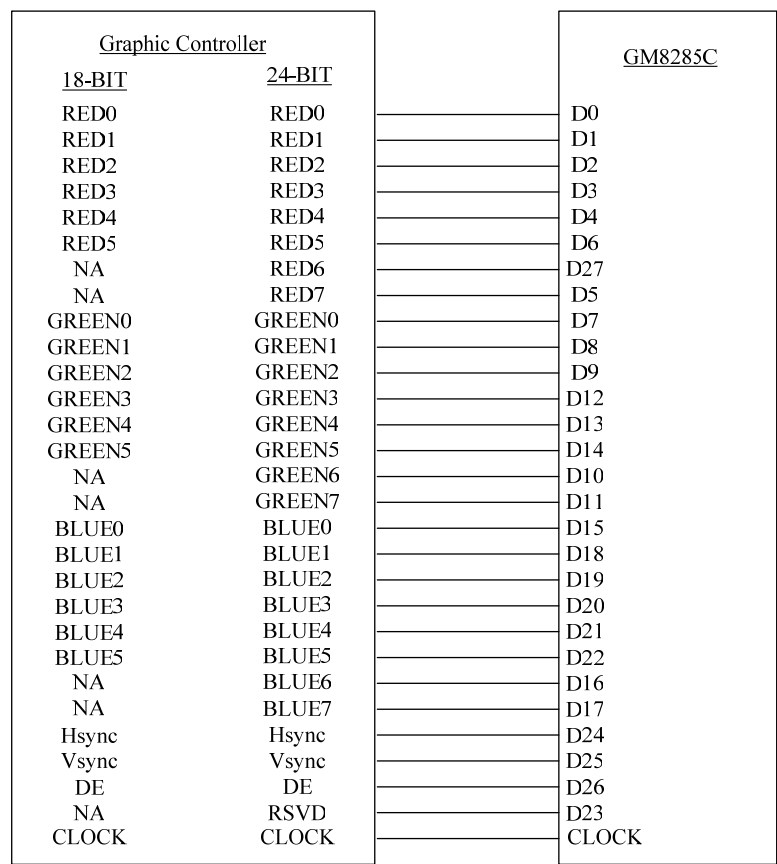 Graphic Controller
GM8285C
18-BIT 24-BIT
RED0 RED0 D0
RED1 RED1 D1
RED2 RED2 D2
RED3 RED3 D3
RED4 RED4 D4
RED5 RED5 D6
NA RED6 D27
NA RED7 D5
GREEN0 GREEN0 D7
GREEN1 GREEN1 D8
GREEN2 GREEN2 D9
GREEN3 GREEN3 D12
GREEN4 GREEN4 D13
GREEN5 GREEN5 D14
NA GREEN6 D10
NA GREEN7 D11
BLUE0 BLUE0 D15
BLUE1 BLUE1 D18
BLUE2 BLUE2 D19
BLUE3 BLUE3 D20
BLUE4 BLUE4 D21
BLUE5 BLUE5 D22
NA BLUE6 D16
NA BLUE7 D17
Hsync Hsync D24
Vsync Vsync D25
DE DE D26
NA RSVD D23
CLOCK CLOCK CLOCK